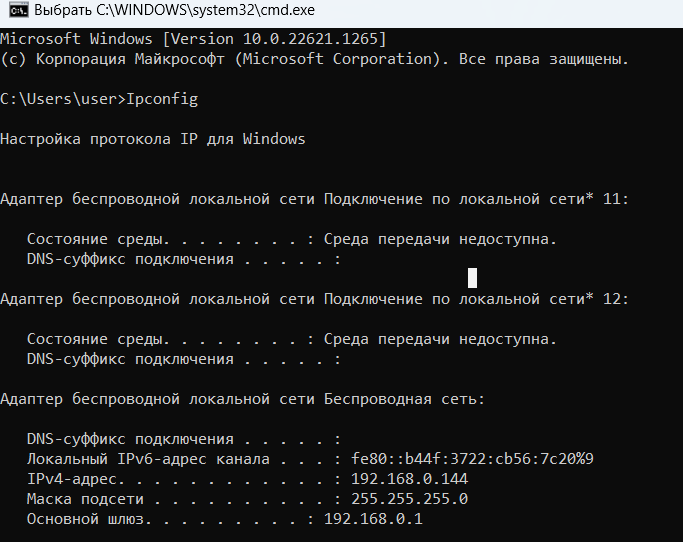 Выбрать C:\WINDOWS\system32\cmd.exe
Microsoft Windows [Version 10.0.22621.1265]
(c) Корпорация Майкрософт (Microsoft Corporation). Все права защищены.
C:\Users\user>Ipconfig
Настройка протокола IP для Windows
Адаптер беспроводной локальной сети Подключение по локальной сети* 11:
Состояние среды. . . . . . . . : Среда передачи недоступна.
DNS-суффикс подключения . . . . . :
Адаптер беспроводной локальной сети Подключение по локальной сети* 12:
Состояние среды. . . . . . . . : Среда передачи недоступна.
DNS-суффикс подключения . . . . . :
Адаптер беспроводной локальной сети Беспроводная сеть:
DNS-суффикс подключения . . . . . :
Локальный IPv6-адрес канала . . . : fe80::b44f:3722:cb56:7c20%9
IPv4-адрес. . . . . . . . . . . . : 192.168.0.144
Маска подсети . . . . . . . . . . : 255.255.255.0
Основной шлюз. . . . . . . . . : 192.168.0.1